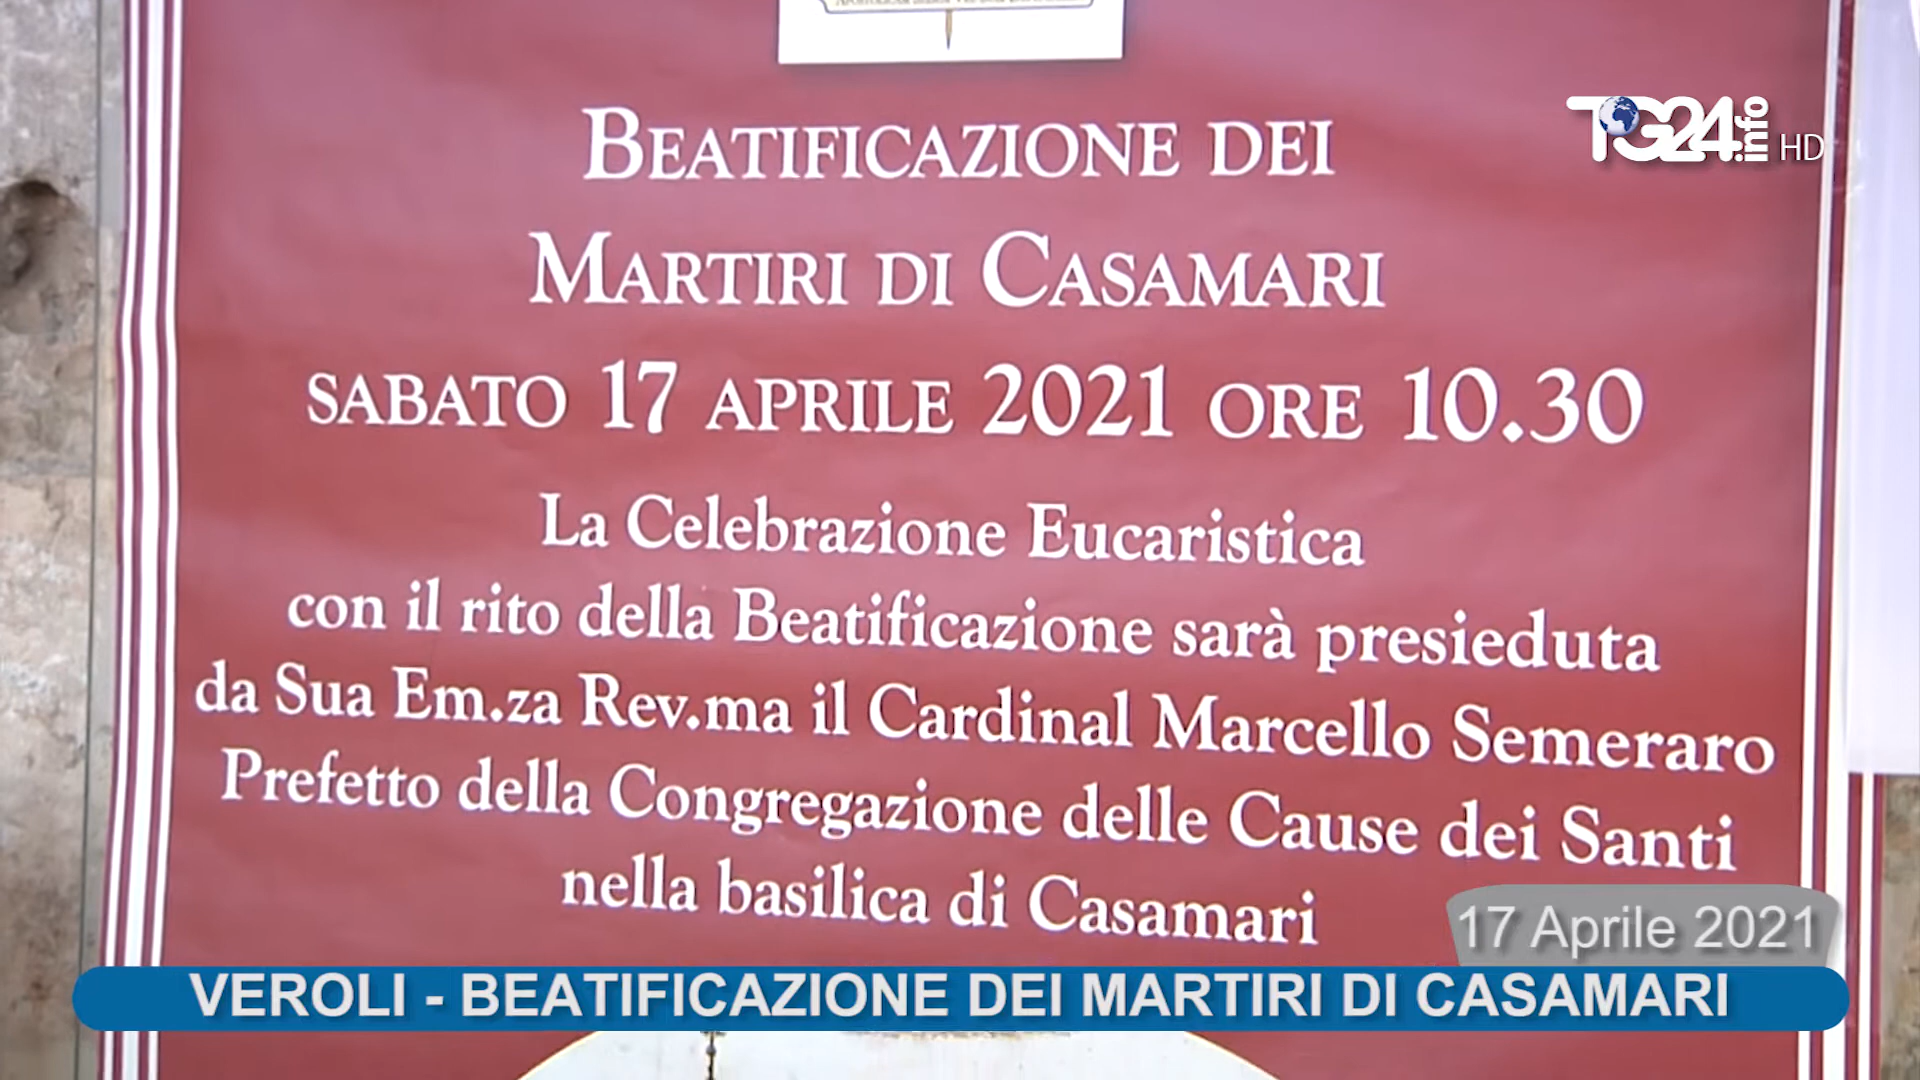 TG24.info HD
BEATIFICAZIONE DEI
MARTIRI DI CASAMARI
SABATO 17 APRILE 2021 ORE 10.30
La Celebrazione Eucaristica
con il rito della Beatificazione sarà presieduta
da Sua Em.za Rev.ma il Cardinal Marcello Semeraro
Prefetto della Congregazione delle Cause dei Santi
nella basilica di Casamari
17 Aprile 2021
VEROLI - BEATIFICAZIONE DEI MARTIRI DI CASAMARI